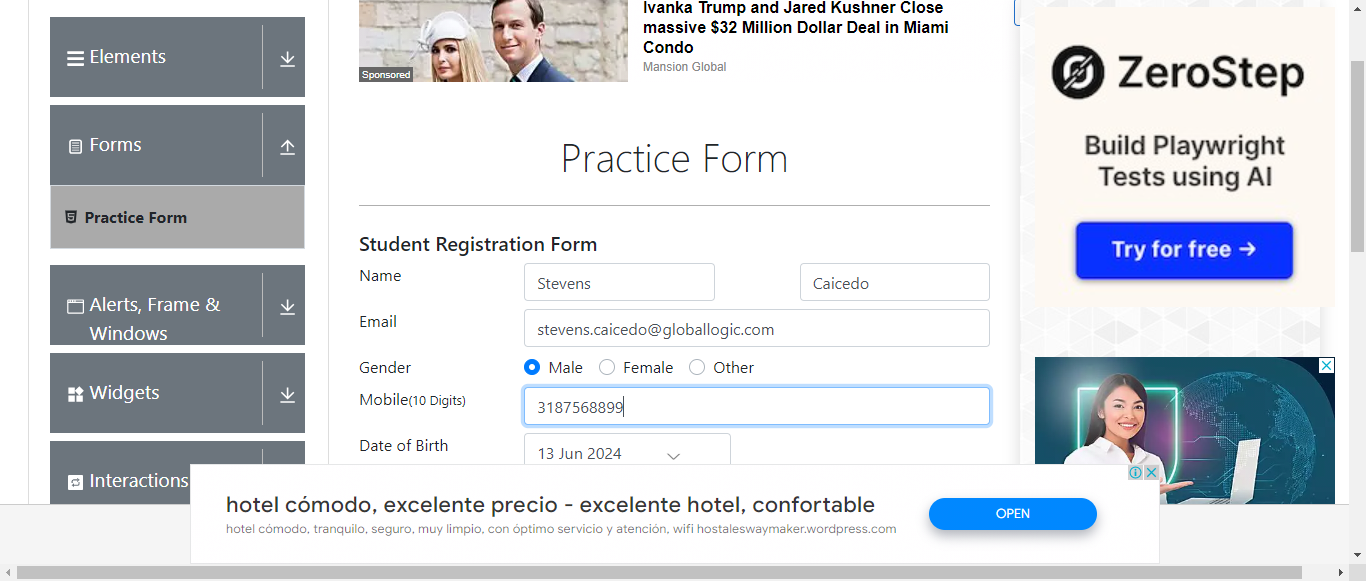 Elements
Forms
Practice Form
Alerts, Frame &
Windows
Widgets
Interactions
Sponsored
Ivanka Trump and Jared Kushner Close
massive $32 Million Dollar Deal in Miami
Condo
Mansion Global
Practice Form
Student Registration Form
Name Stevens Caicedo
Email stevens.caicedo@globallogic.com
Gender Male Female Other
Mobile(10 Digits) 3187568899
Date of Birth 13 Jun 2024
ZeroStep
Build Playwright
Tests using AI
Try for free →
hotel cómodo, excelente precio - excelente hotel, confortable
hotel cómodo, tranquilo, seguro, muy limpio, con óptimo servicio y atención, wifi hostaleswaymaker.wordpress.com
OPEN